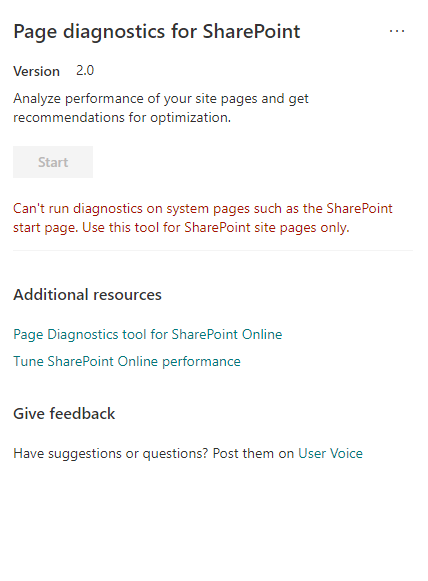 Page diagnostics for SharePoint
Version 2.0
Analyze performance of your site pages and get
recommendations for optimization.
Start
Can't run diagnostics on system pages such as the SharePoint
start page. Use this tool for SharePoint site pages only.
Additional resources
Page Diagnostics tool for SharePoint Online
Tune SharePoint Online performance
Give feedback
Have suggestions or questions? Post them on User Voice